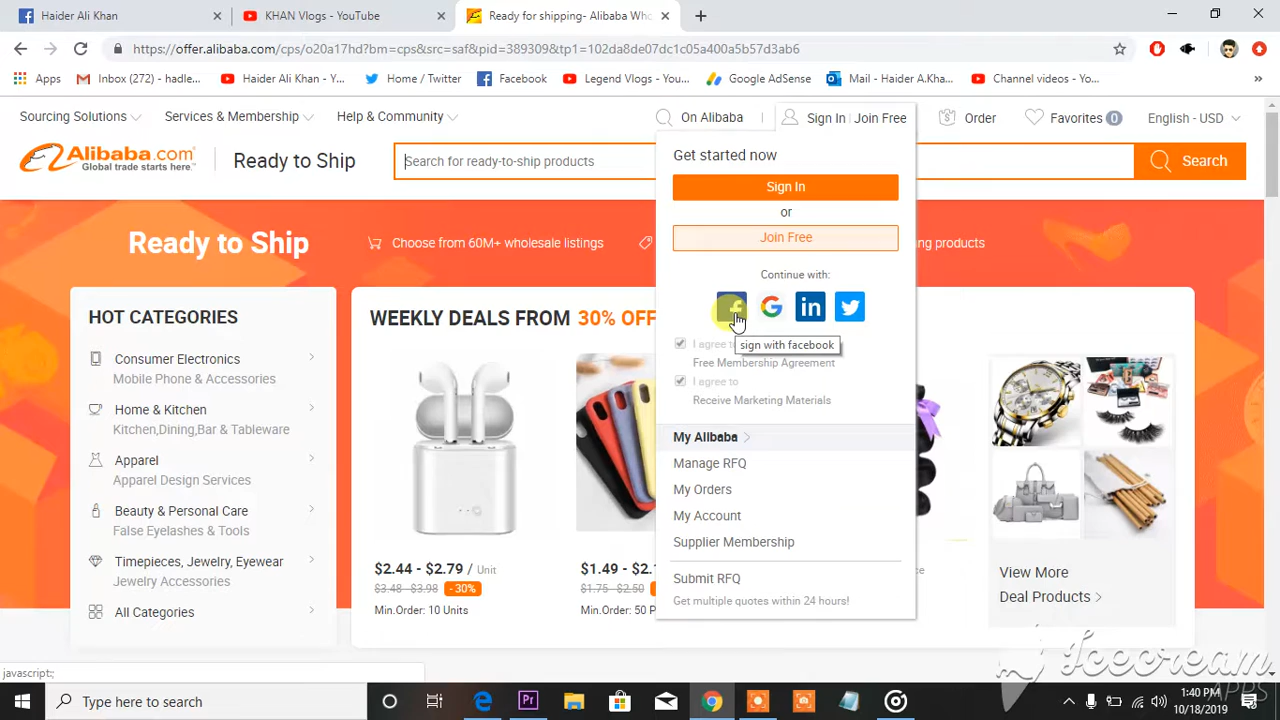 Haider Ali Khan
KHAN Vlogs - YouTube
Ready for shipping- Alibaba Who
https://offer.alibaba.com/cps/o20a17hd?bm=cps&src=saf&pid=389309&tp1=102da8de07dc1c05a400a5b57d3ab6
Apps
Inbox (272) - hadle...
Haider Ali Khan - Y...
Home / Twitter
Facebook
Legend Vlogs - You...
Google AdSense
Mail - Haider A.Kha...
Channel videos - Yo...
Sourcing Solutions
Services & Membership
Help & Community
On Alibaba
Sign In | Join Free
Order
Favorites 0
English - USD
Alibaba.com
Global trade starts here.™
Ready to Ship
Search for ready-to-ship products
Search
Get started now
Sign In
or
Join Free
Continue with:
sign with facebook
I agree to
Free Membership Agreement
I agree to
Receive Marketing Materials
My Alibaba
Manage RFQ
My Orders
My Account
Supplier Membership
Submit RFQ
Get multiple quotes within 24 hours!
Ready to Ship
Choose from 60M+ wholesale listings
ng products
HOT CATEGORIES
Consumer Electronics
Mobile Phone & Accessories
Home & Kitchen
Kitchen,Dining,Bar & Tableware
Apparel
Apparel Design Services
Beauty & Personal Care
False Eyelashes & Tools
Timepieces, Jewelry, Eyewear
Jewelry Accessories
All Categories
WEEKLY DEALS FROM 30% OFF
$2.44 - $2.79 / Unit
$3.48 - $3.98 - 30%
Min.Order: 10 Units
$1.49 - $2.1
$1.75 - $2.50
Min.Order: 50 P
View More
Deal Products
javascript:;
Icecream
APPS
Type here to search
1:40 PM
10/18/2019